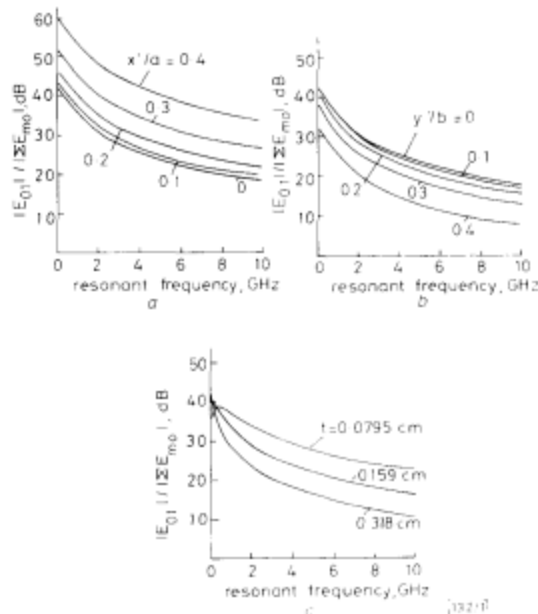 60
50
40
30
20
10
|E01|/|ΣEm0|, dB
x'/a = 0.4
0.3
0.2
0.1
0
0 2 4 6 8 10
resonant frequency, GHz
a
60
50
40
30
20
10
|E01|/|ΣEm0|, dB
y'/b = 0
0.1
0.2
0.3
0.4
0 2 4 6 8 10
resonant frequency, GHz
b
50
40
30
20
10
|E01|/|ΣEm0|, dB
t=0.0795 cm
0.159 cm
0.318 cm
0 2 4 6 8 10
resonant frequency, GHz
c